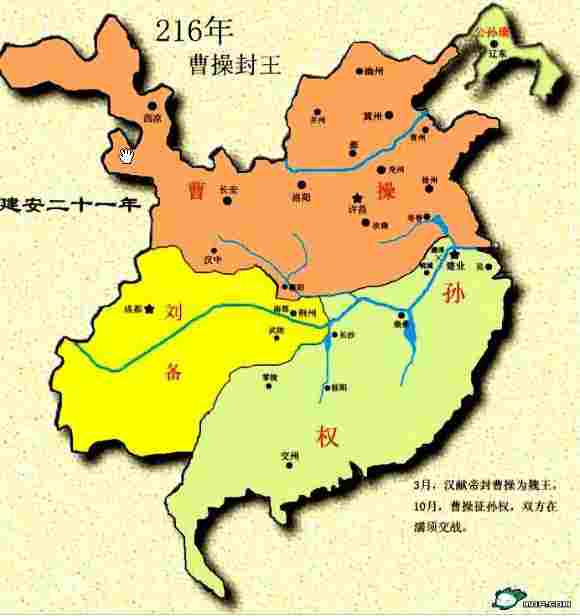 216年
曹操封王
公孙康
辽东
幽州
西凉
并州
冀州
邺
青州
兖州
曹
操
徐州
长安
洛阳
许昌
建安二十一年
寿春
汝南
汉中
建业
吴
襄阳
孙
成都
刘
南郡
荆州
柴桑
武陵
长沙
备
零陵
桂阳
权
交州
3月，汉献帝封曹操为魏王。
10月，曹操征孙权，双方在
濡须交战。
MOP.COM